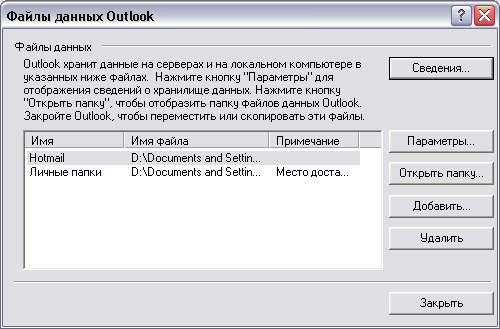 Файлы данных Outlook
Файлы данных
Outlook хранит данные на серверах и на локальном компьютере в
указанных ниже файлах. Нажмите кнопку "Параметры" для
отображения сведений о хранилище данных. Нажмите кнопку
"Открыть папку", чтобы отобразить папку файлов данных Outlook.
Закройте Outlook, чтобы переместить или скопировать эти файлы.
Сведения...
Имя Имя файла Примечание
Hotmail D:\Documents and Settin...
Личные папки D:\Documents and Settin... Место доста...
Параметры...
Открыть папку...
Добавить...
Удалить
Закрыть